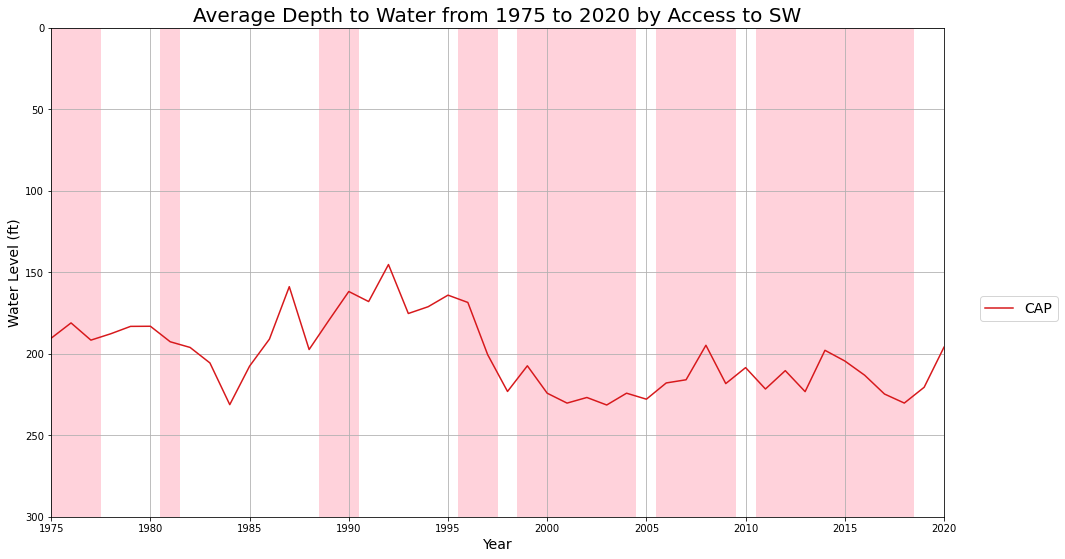 Average Depth to Water from 1975 to 2020 by Access to SW
0
50
100
150
200
250
300
Water Level (ft)
CAP
1975 1980 1985 1990 1995 2000 2005 2010 2015 2020
Year